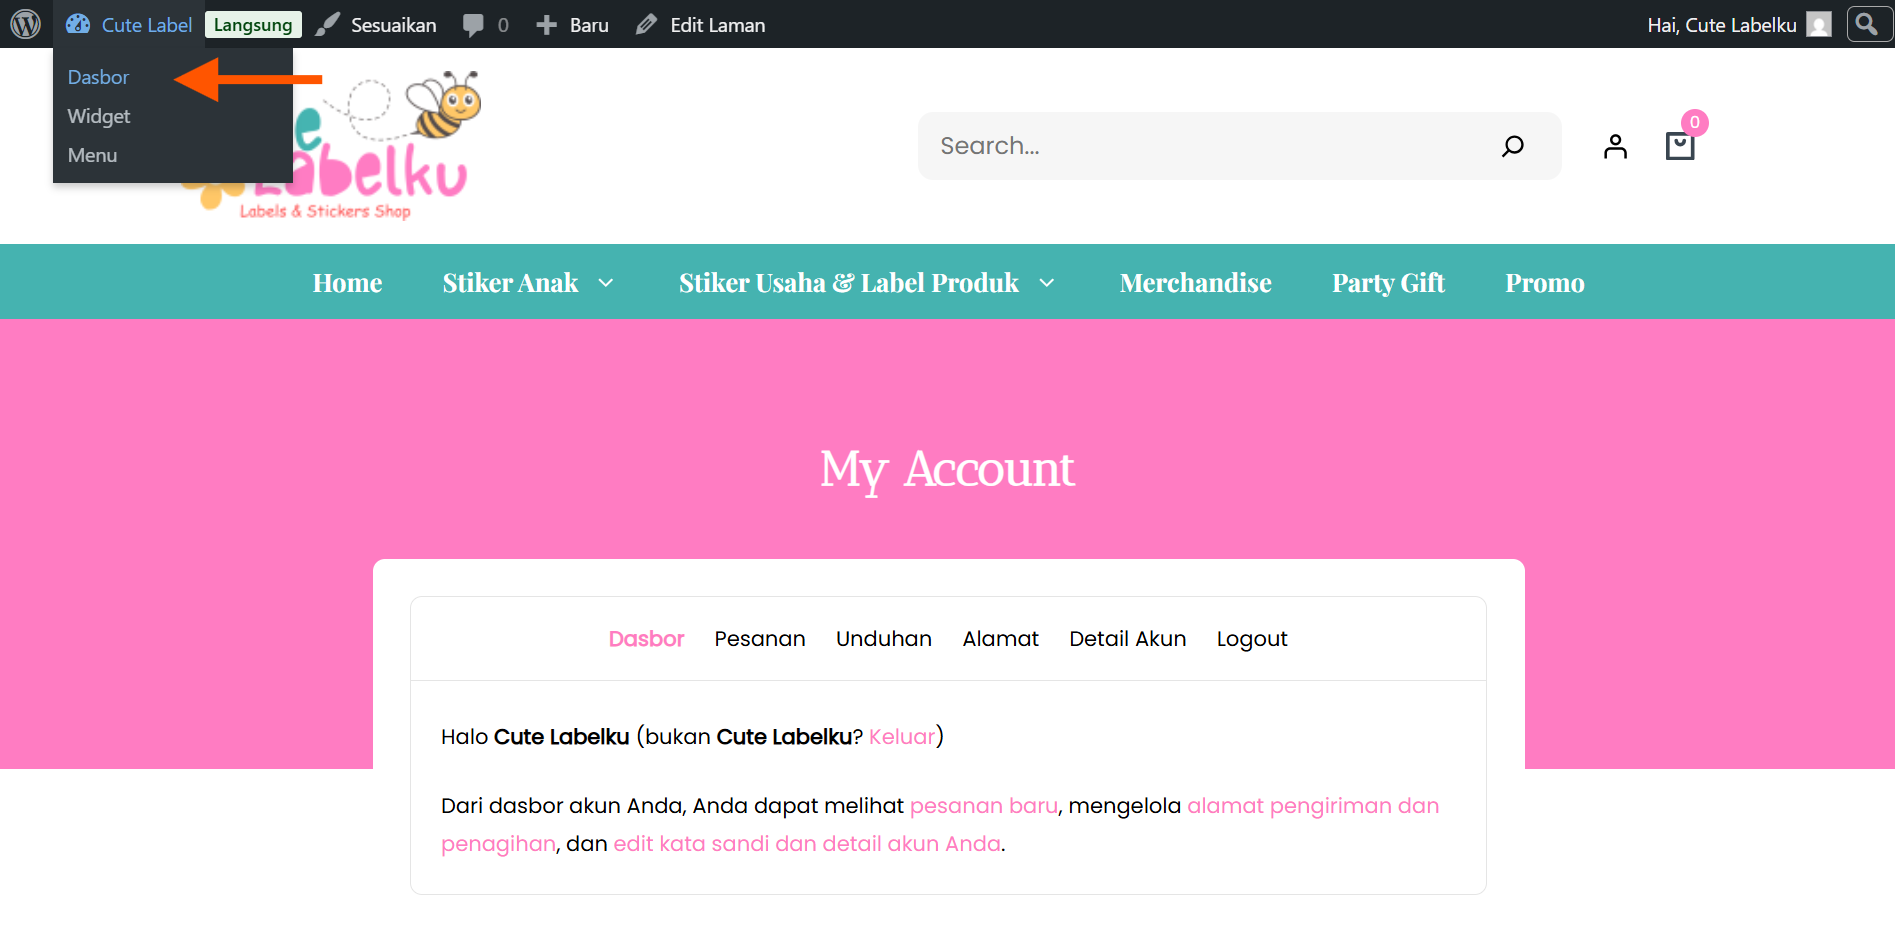 Cute Label Langsung Sesuaikan 0 Baru Edit Laman Hai, Cute Labelku
Dasbor
Widget
Menu
e
labelku
Labels & Stickers Shop
Search...
0
Home Stiker Anak Stiker Usaha & Label Produk Merchandise Party Gift Promo
My Account
Dasbor Pesanan Unduhan Alamat Detail Akun Logout
Halo Cute Labelku (bukan Cute Labelku? Keluar)
Dari dasbor akun Anda, Anda dapat melihat pesanan baru, mengelola alamat pengiriman dan
penagihan, dan edit kata sandi dan detail akun Anda.